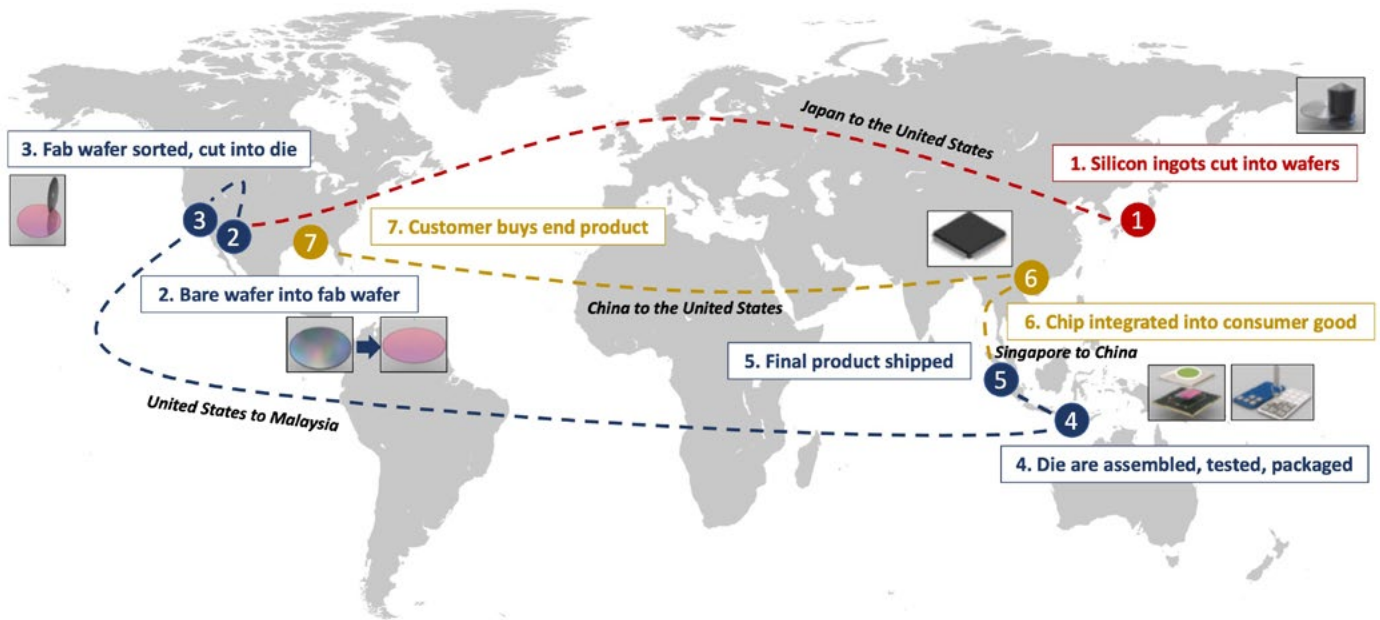 Japan to the United States
3. Fab wafer sorted, cut into die
1. Silicon ingots cut into wafers
3
2
7
7. Customer buys end product
1
6
2. Bare wafer into fab wafer
China to the United States
6. Chip integrated into consumer good
5. Final product shipped
Singapore to China
5
United States to Malaysia
4
4. Die are assembled, tested, packaged